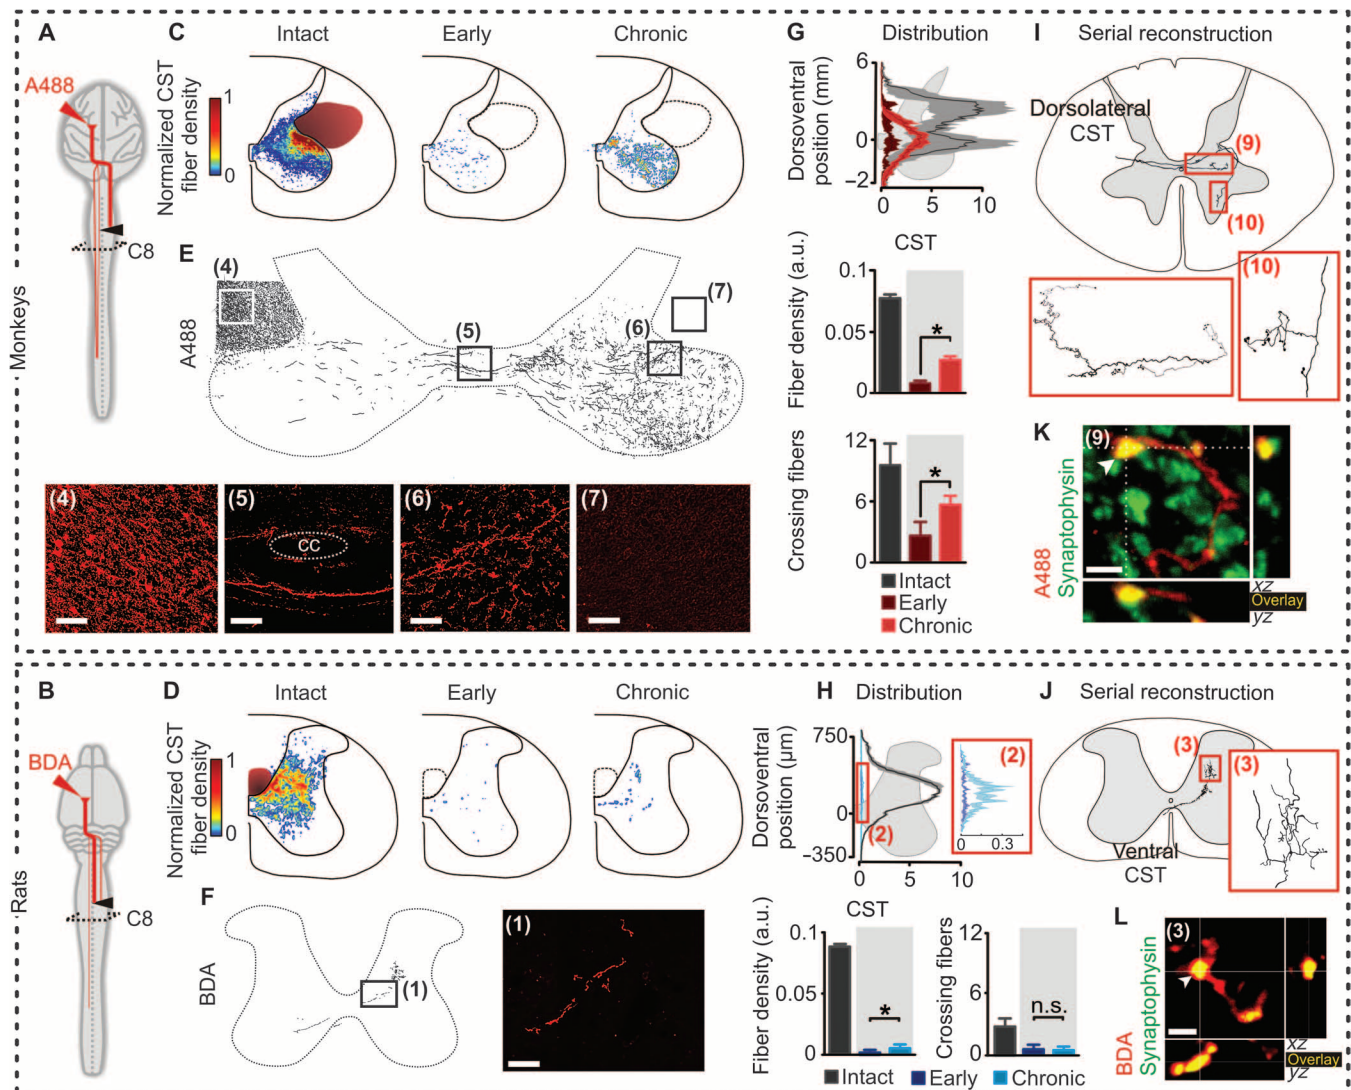 Monkeys
A
A488
C8
C
Intact
Early
Chronic
Normalized CST
fiber density
1
0
E
A488
(4)
(5)
(6)
(7)
(4)
(5)
CC
(6)
(7)
G
Distribution
Dorsoventral
position (mm)
6
0
−2
0
5
10
CST
Fiber density (a.u.)
0.1
0.05
0
*
Crossing fibers
12
6
0
*
Intact
Early
Chronic
I
Serial reconstruction
Dorsolateral
CST
(9)
(10)
(10)
K
A488
Synaptophysin
(9)
xz
Overlay
yz
Rats
B
BDA
C8
D
Intact
Early
Chronic
Normalized CST
fiber density
1
0
F
BDA
(1)
(1)
H
Distribution
Dorsoventral
position (µm)
750
0
−350
0
5
10
(2)
(2)
0
0.3
CST
Fiber density (a.u.)
0.1
0.05
0
*
Crossing fibers
12
6
0
n.s.
Intact
Early
Chronic
J
Serial reconstruction
(3)
(3)
Ventral
CST
L
BDA
Synaptophysin
(3)
xz
Overlay
yz